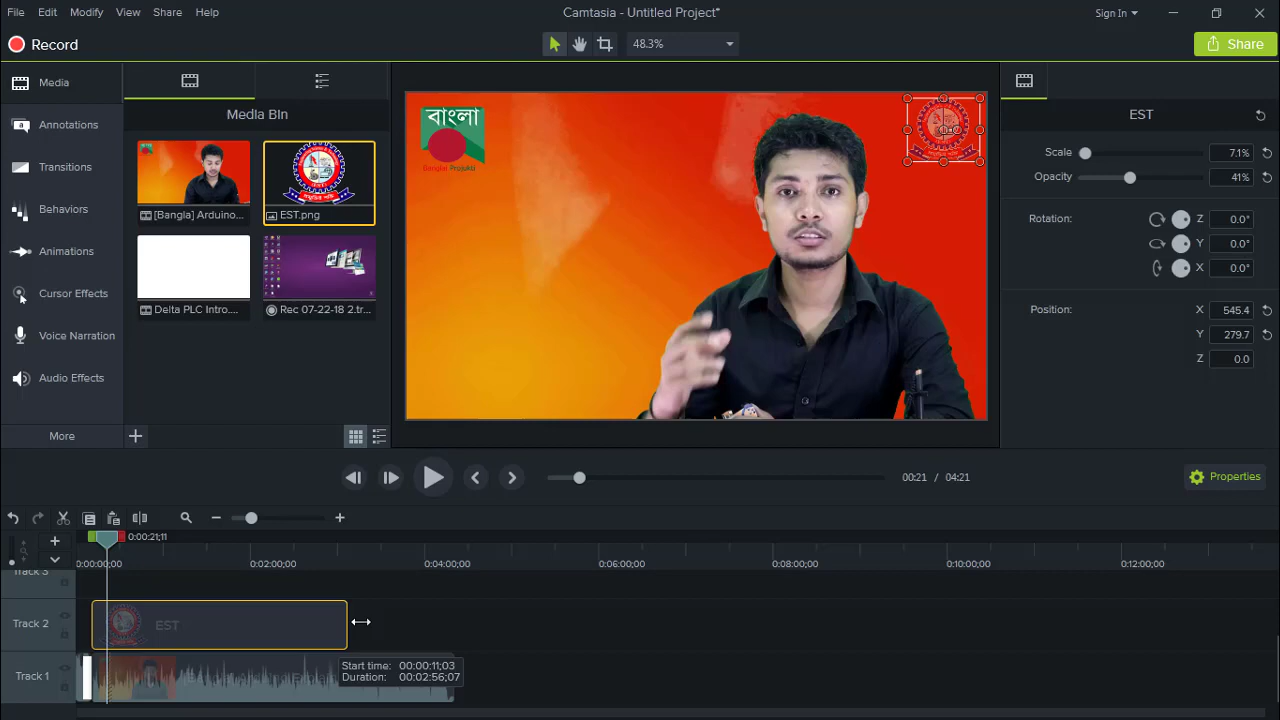 File Edit Modify View Share Help
Camtasia - Untitled Project*
Sign In
Record
48.3%
Share
Media
Annotations
Transitions
Behaviors
Animations
Cursor Effects
Voice Narration
Audio Effects
More
Media Bin
[Bangla] Arduino...
EST.png
Delta PLC Intro....
Rec 07-22-18 2.tr...
বাংলা
EST
Scale 7.1%
Opacity 41%
Rotation: Z 0.0°
Y 0.0°
X 0.0°
Position: X 545.4
Y 279.7
Z 0.0
00:21 / 04:21
Properties
0:00:21;11
0:00:00;00 0:02:00;00 0:04:00;00 0:06:00;00 0:08:00;00 0:10:00;00 0:12:00;00
Track 3
Track 2
EST
Track 1
Start time: 00:00:11;03
Duration: 00:02:56;07